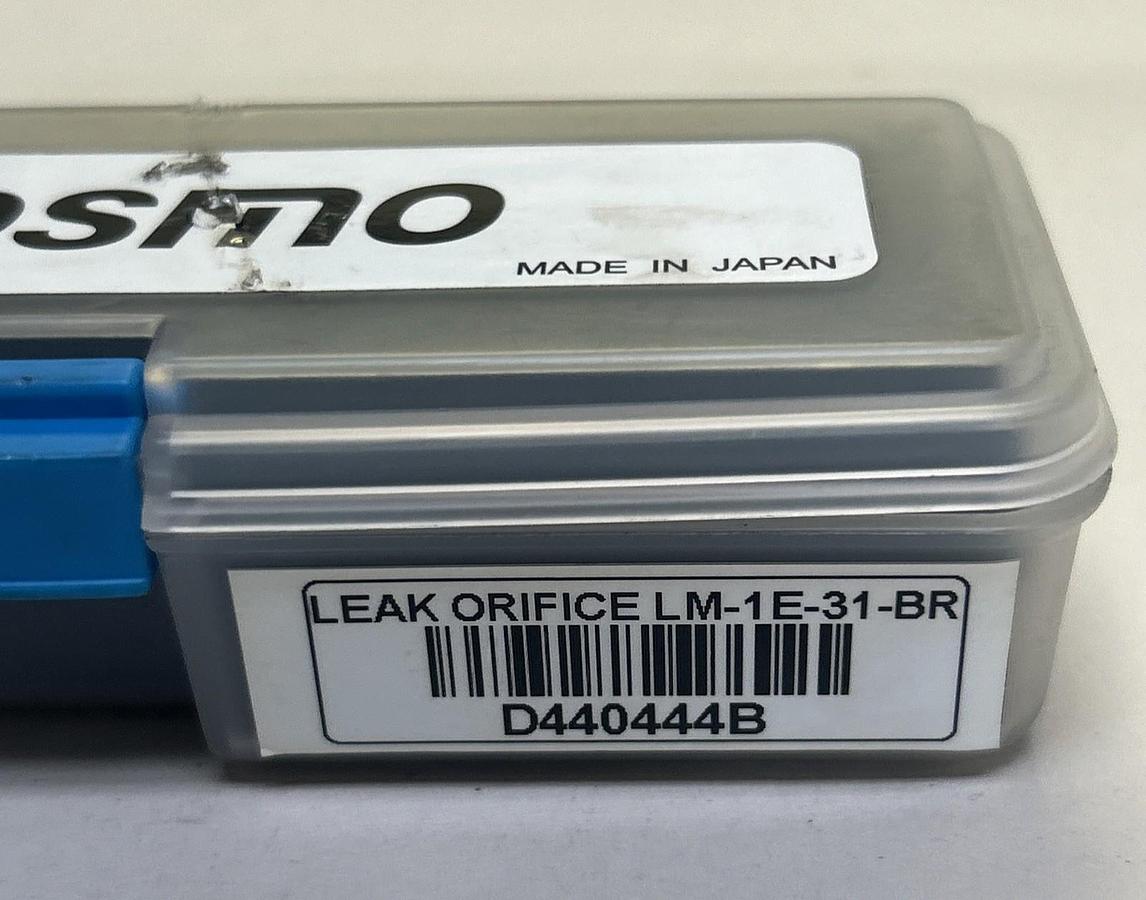 osmo
MADE IN JAPAN
LEAK ORIFICE LM-1E-31-BR
D440444B